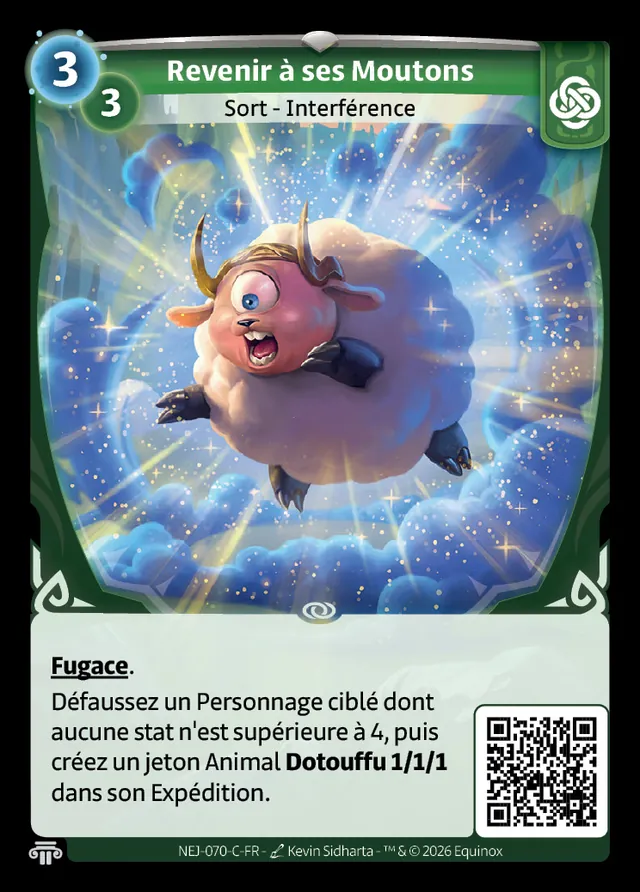 3
Revenir à ses Moutons
3
Sort - Interférence
Fugace.
Défaussez un Personnage ciblé dont
aucune stat n'est supérieure à 4, puis
créez un jeton Animal Dotouffu 1/1/1
dans son Expédition.
NEJ-070-C-FR - Kevin Sidharta - ™ & © 2026 Equinox